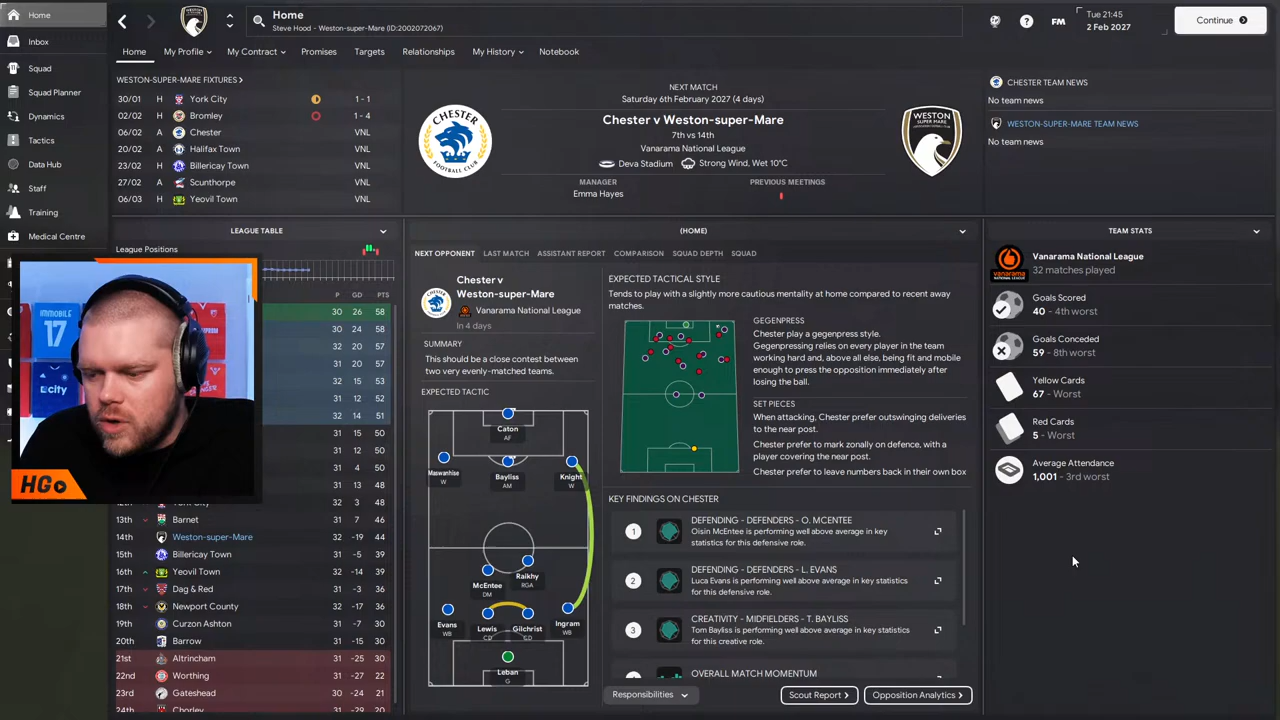 Home
Inbox
Squad
Squad Planner
Dynamics
Tactics
Data Hub
Staff
Training
Medical Centre
Home
Steve Hood - Weston-super-Mare (ID:2002072067)
FM
Tue 21:45
2 Feb 2027
Continue
Home
My Profile
My Contract
Promises
Targets
Relationships
My History
Notebook
WESTON-SUPER-MARE FIXTURES
30/01 H York City 1 - 1
02/02 H Bromley 1 - 4
06/02 A Chester VNL
20/02 A Halifax Town VNL
23/02 H Billericay Town VNL
27/02 A Scunthorpe VNL
06/03 H Yeovil Town VNL
NEXT MATCH
Saturday 6th February 2027 (4 days)
Chester v Weston-super-Mare
7th vs 14th
Vanarama National League
Deva Stadium Strong Wind, Wet 10°C
MANAGER
Emma Hayes
PREVIOUS MEETINGS
CHESTER FOOTBALL CLUB
WESTON SUPER MARE
CHESTER TEAM NEWS
No team news
WESTON-SUPER-MARE TEAM NEWS
No team news
LEAGUE TABLE
League Positions
P GD PTS
30 26 58
30 24 58
32 20 57
31 20 57
32 15 53
31 12 52
32 14 51
31 15 50
31 12 50
31 4 50
31 13 48
32 3 48
13th Barnet 31 7 46
14th Weston-super-Mare 32 -19 44
15th Billericay Town 31 -5 39
16th Yeovil Town 32 -14 39
17th Dag & Red 31 -3 36
18th Newport County 32 -17 36
19th Curzon Ashton 31 -7 30
20th Barrow 31 -15 30
21st Altrincham 31 -25 30
22nd Worthing 31 -27 22
23rd Gateshead 30 -24 21
24th Chorley 31 -29 20
IMMOBILE
17
city
HG
(HOME)
NEXT OPPONENT
LAST MATCH
ASSISTANT REPORT
COMPARISON
SQUAD DEPTH
SQUAD
Chester v
Weston-super-Mare
Vanarama National League
In 4 days
SUMMARY
This should be a close contest between
two very evenly-matched teams.
EXPECTED TACTIC
Caton
AF
Maswanhise
W
Bayliss
AM
Knight
W
McEntee
DM
Raikhy
RGA
Evans
WB
Lewis
CD
Gilchrist
CD
Ingram
WB
Leban
G
EXPECTED TACTICAL STYLE
Tends to play with a slightly more cautious mentality at home compared to recent away
matches.
GEGENPRESS
Chester play a gegenpress style.
Gegenpressing relies on every player in the team
working hard and, above all else, being fit and mobile
enough to press the opposition immediately after
losing the ball.
SET PIECES
When attacking, Chester prefer outswinging deliveries
to the near post.
Chester prefer to mark zonally on defence, with a
player covering the near post.
Chester prefer to leave numbers back in their own box
KEY FINDINGS ON CHESTER
1 DEFENDING - DEFENDERS - O. MCENTEE
Oisin McEntee is performing well above average in key
statistics for this defensive role.
2 DEFENDING - DEFENDERS - L. EVANS
Luca Evans is performing well above average in key
statistics for this defensive role.
3 CREATIVITY - MIDFIELDERS - T. BAYLISS
Tom Bayliss is performing well above average in key
statistics for this creative role.
OVERALL MATCH MOMENTUM
Responsibilities
Scout Report
Opposition Analytics
TEAM STATS
Vanarama National League
32 matches played
Goals Scored
40 - 4th worst
Goals Conceded
59 - 8th worst
Yellow Cards
67 - Worst
Red Cards
5 - Worst
Average Attendance
1,001 - 3rd worst